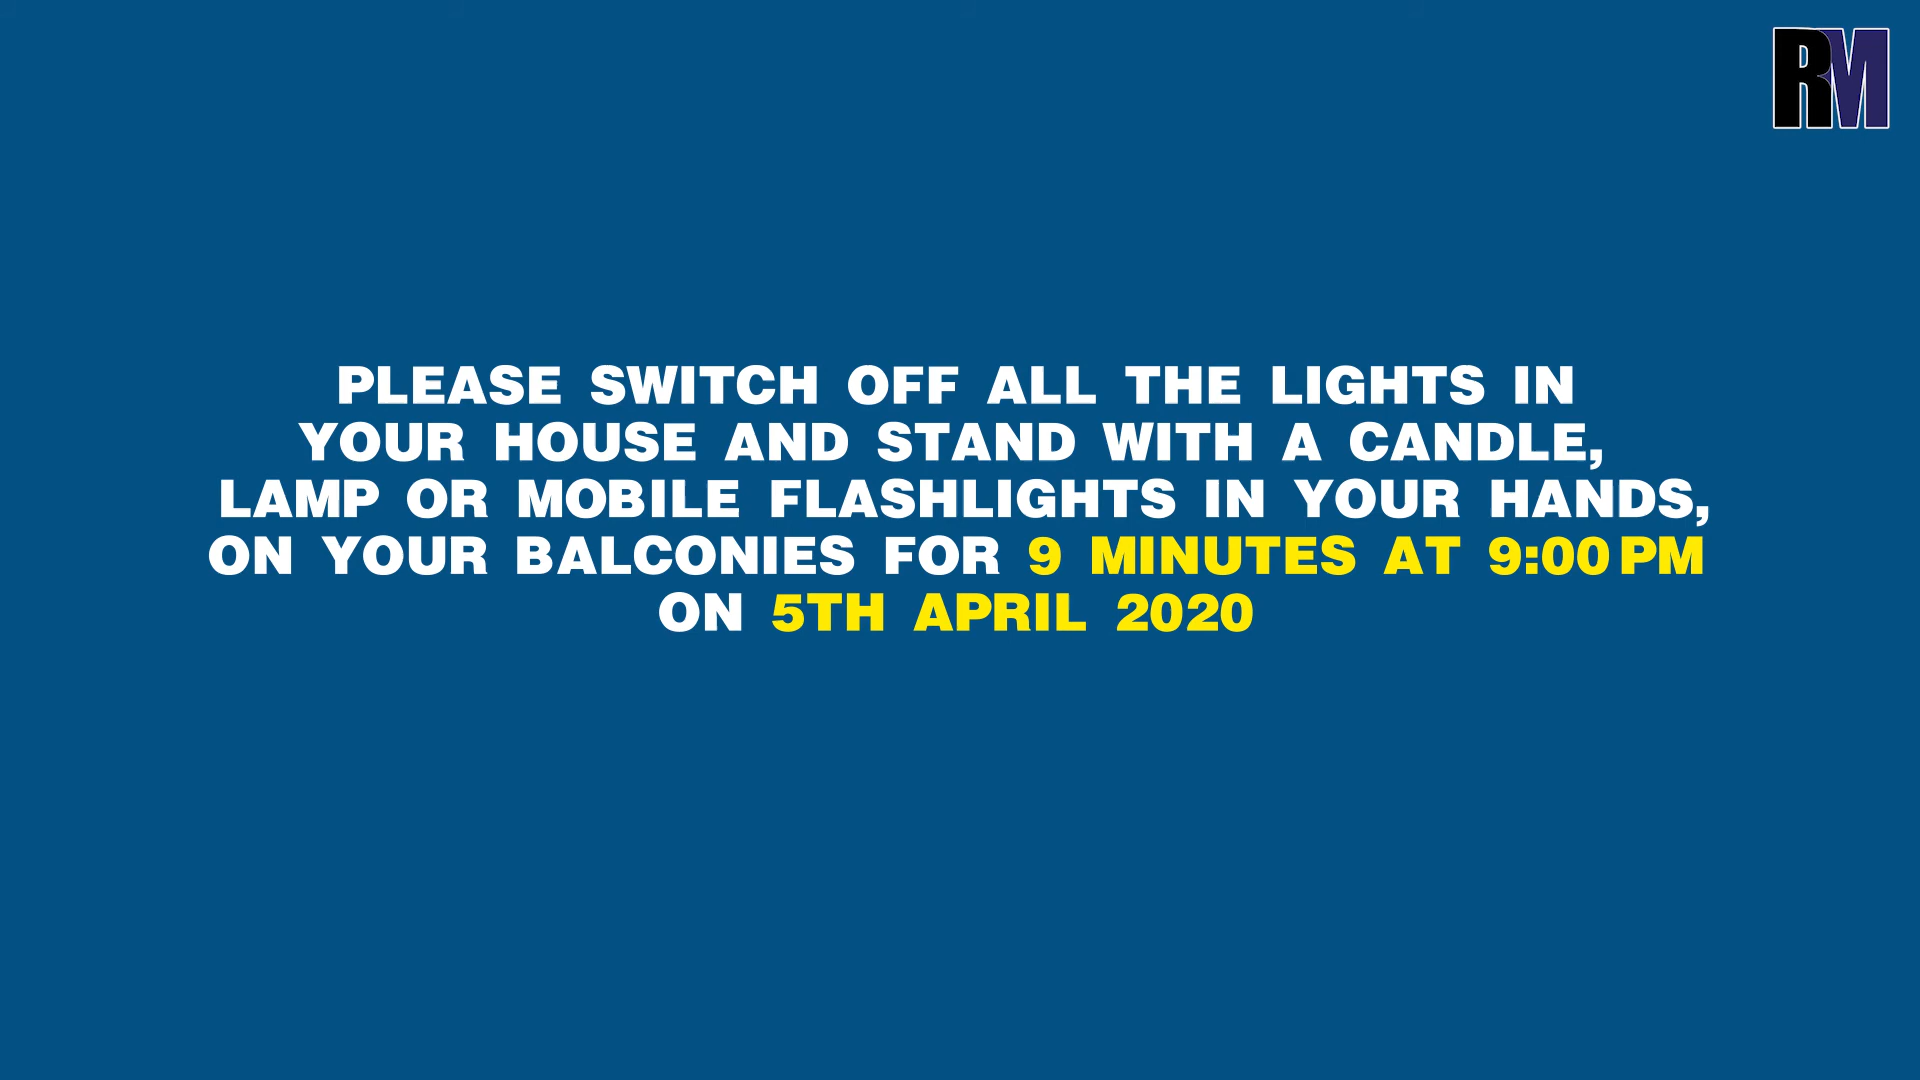 RM
PLEASE SWITCH OFF ALL THE LIGHTS IN
YOUR HOUSE AND STAND WITH A CANDLE,
LAMP OR MOBILE FLASHLIGHTS IN YOUR HANDS,
ON YOUR BALCONIES FOR 9 MINUTES AT 9:00 PM
ON 5TH APRIL 2020